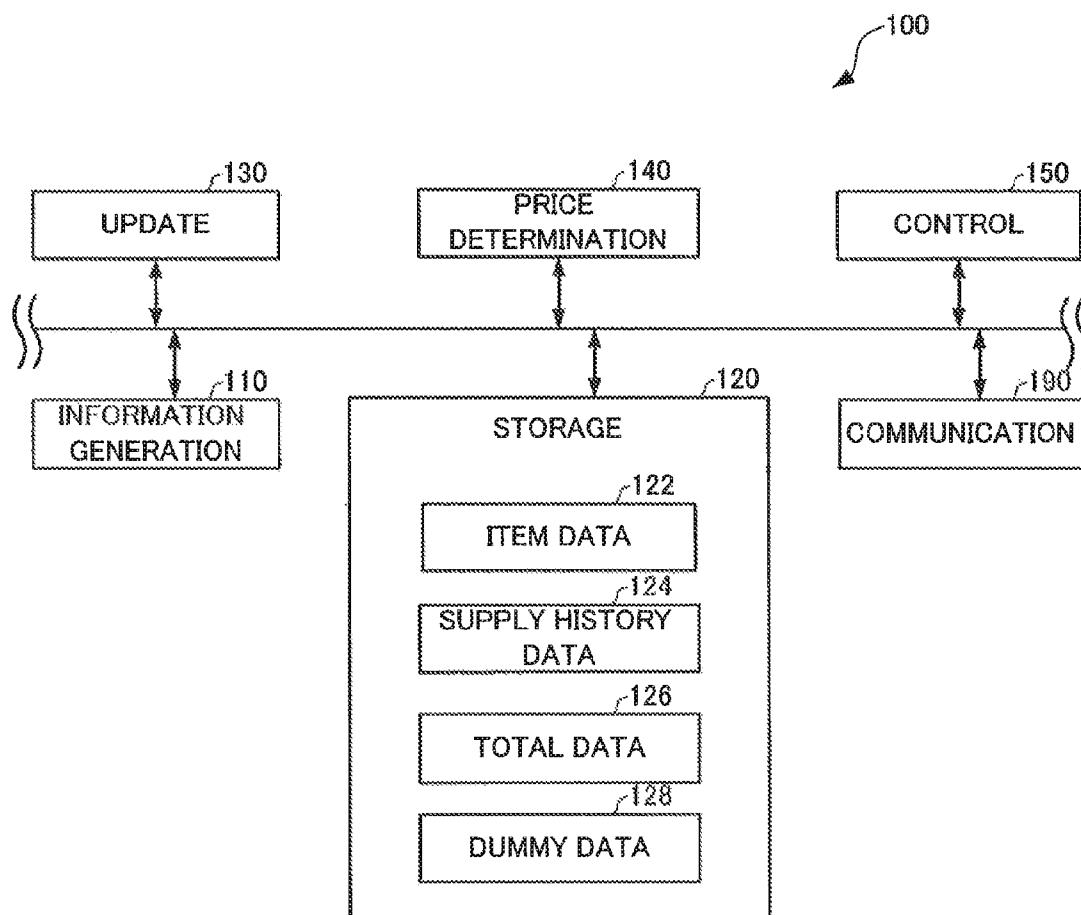 100
130
UPDATE
140
PRICE
DETERMINATION
150
CONTROL
110
INFORMATION
GENERATION
120
STORAGE
190
COMMUNICATION
122
ITEM DATA
124
SUPPLY HISTORY
DATA
126
TOTAL DATA
128
DUMMY DATA